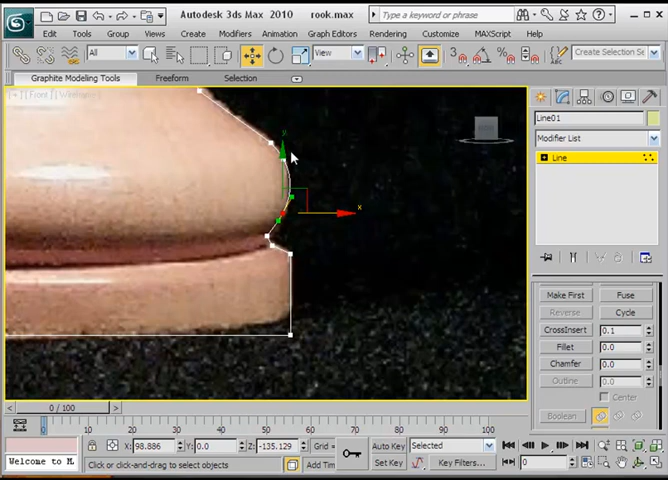 Autodesk 3ds Max 2010 rook.max
Type a keyword or phrase
Edit Tools Group Views Create Modifiers Animation Graph Editors Rendering Customize MAXScript Help
All View Create Selection Se
Graphite Modeling Tools Freeform Selection
Line01
Modifier List
Line
y
x
Make First Fuse
Reverse Cycle
CrossInsert 0.1
Fillet 0.0
Chamfer 0.0
Outline 0.0
Center
Boolean
0 / 100
0 10 20 30 40 50 60 70 80 90 100
X: 98.886 Y: 0.0 Z: -135.129 Grid =
Auto Key Selected
Welcome to M
Click or click-and-drag to select objects
Add Tim
Set Key Key Filters... 0